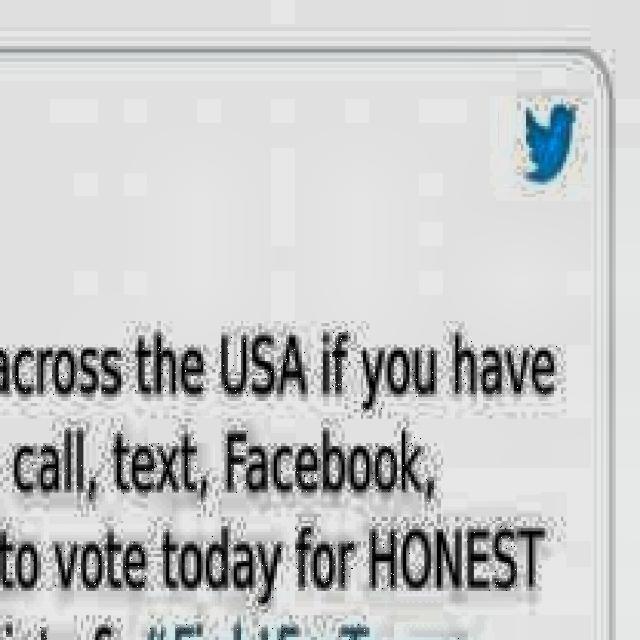 across the USA if you have
call, text, Facebook,
to vote today for HONEST